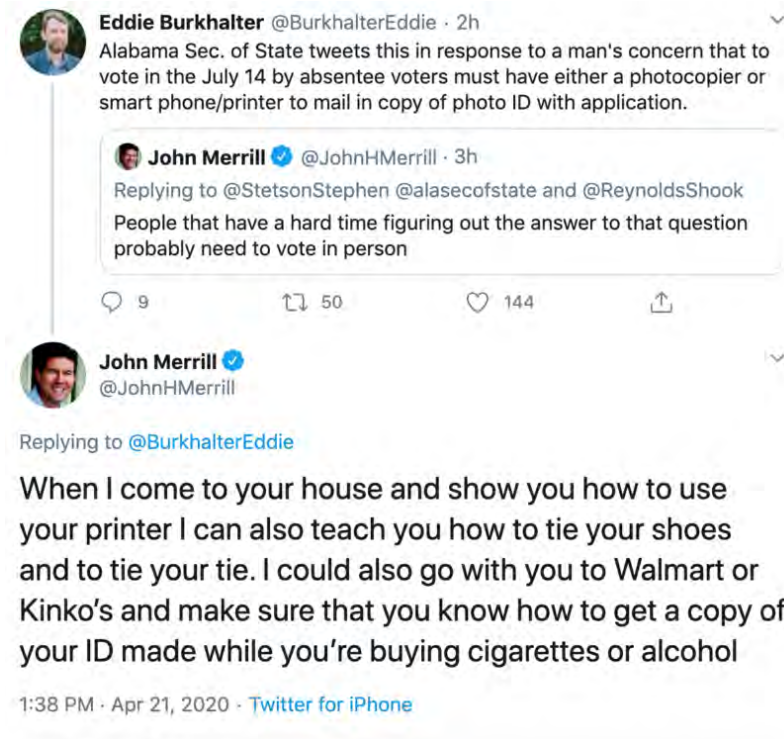 Eddie Burkhalter @BurkhalterEddie · 2h
Alabama Sec. of State tweets this in response to a man's concern that to
vote in the July 14 by absentee voters must have either a photocopier or
smart phone/printer to mail in copy of photo ID with application.
John Merrill @JohnHMerrill · 3h
Replying to @StetsonStephen @alasecofstate and @ReynoldsShook
People that have a hard time figuring out the answer to that question
probably need to vote in person
9 50 144
John Merrill
@JohnHMerrill
Replying to @BurkhalterEddie
When I come to your house and show you how to use
your printer I can also teach you how to tie your shoes
and to tie your tie. I could also go with you to Walmart or
Kinko’s and make sure that you know how to get a copy of
your ID made while you’re buying cigarettes or alcohol
1:38 PM · Apr 21, 2020 · Twitter for iPhone